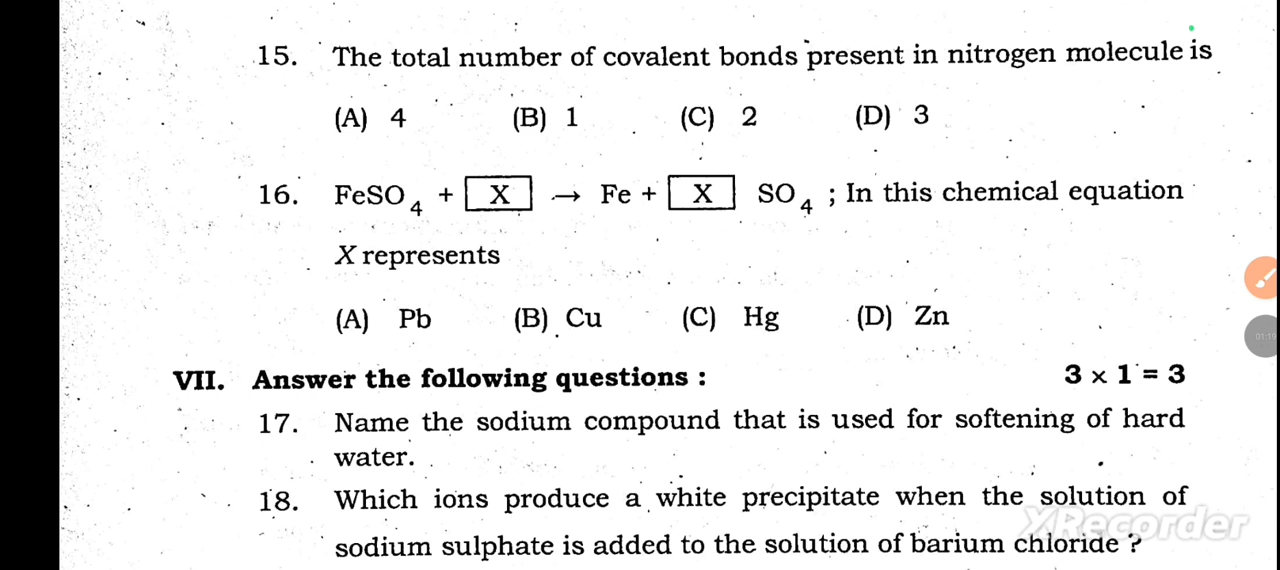 15. The total number of covalent bonds present in nitrogen molecule is
(A) 4 (B) 1 (C) 2 (D) 3
16. FeSO₄ + X → Fe + X SO₄ ; In this chemical equation
X represents
(A) Pb (B) Cu (C) Hg (D) Zn
VII. Answer the following questions : 3 × 1 = 3
17. Name the sodium compound that is used for softening of hard
water.
18. Which ions produce a white precipitate when the solution of
sodium sulphate is added to the solution of barium chloride ?
XRecorder
01:19